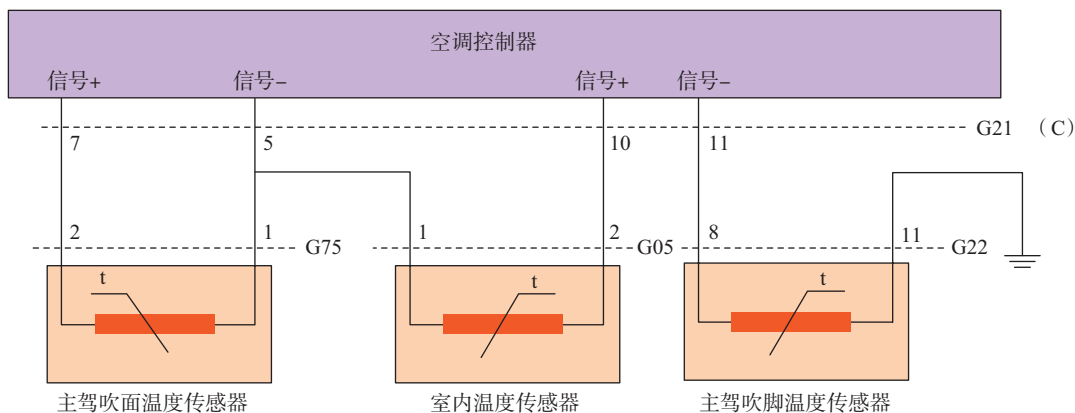 空调控制器
信号+ 信号− 信号+ 信号−
G21 （C）
7 5 10 11
2 1 G75 1 2 G05 8 11 G22
t t t
主驾吹面温度传感器 室内温度传感器 主驾吹脚温度传感器